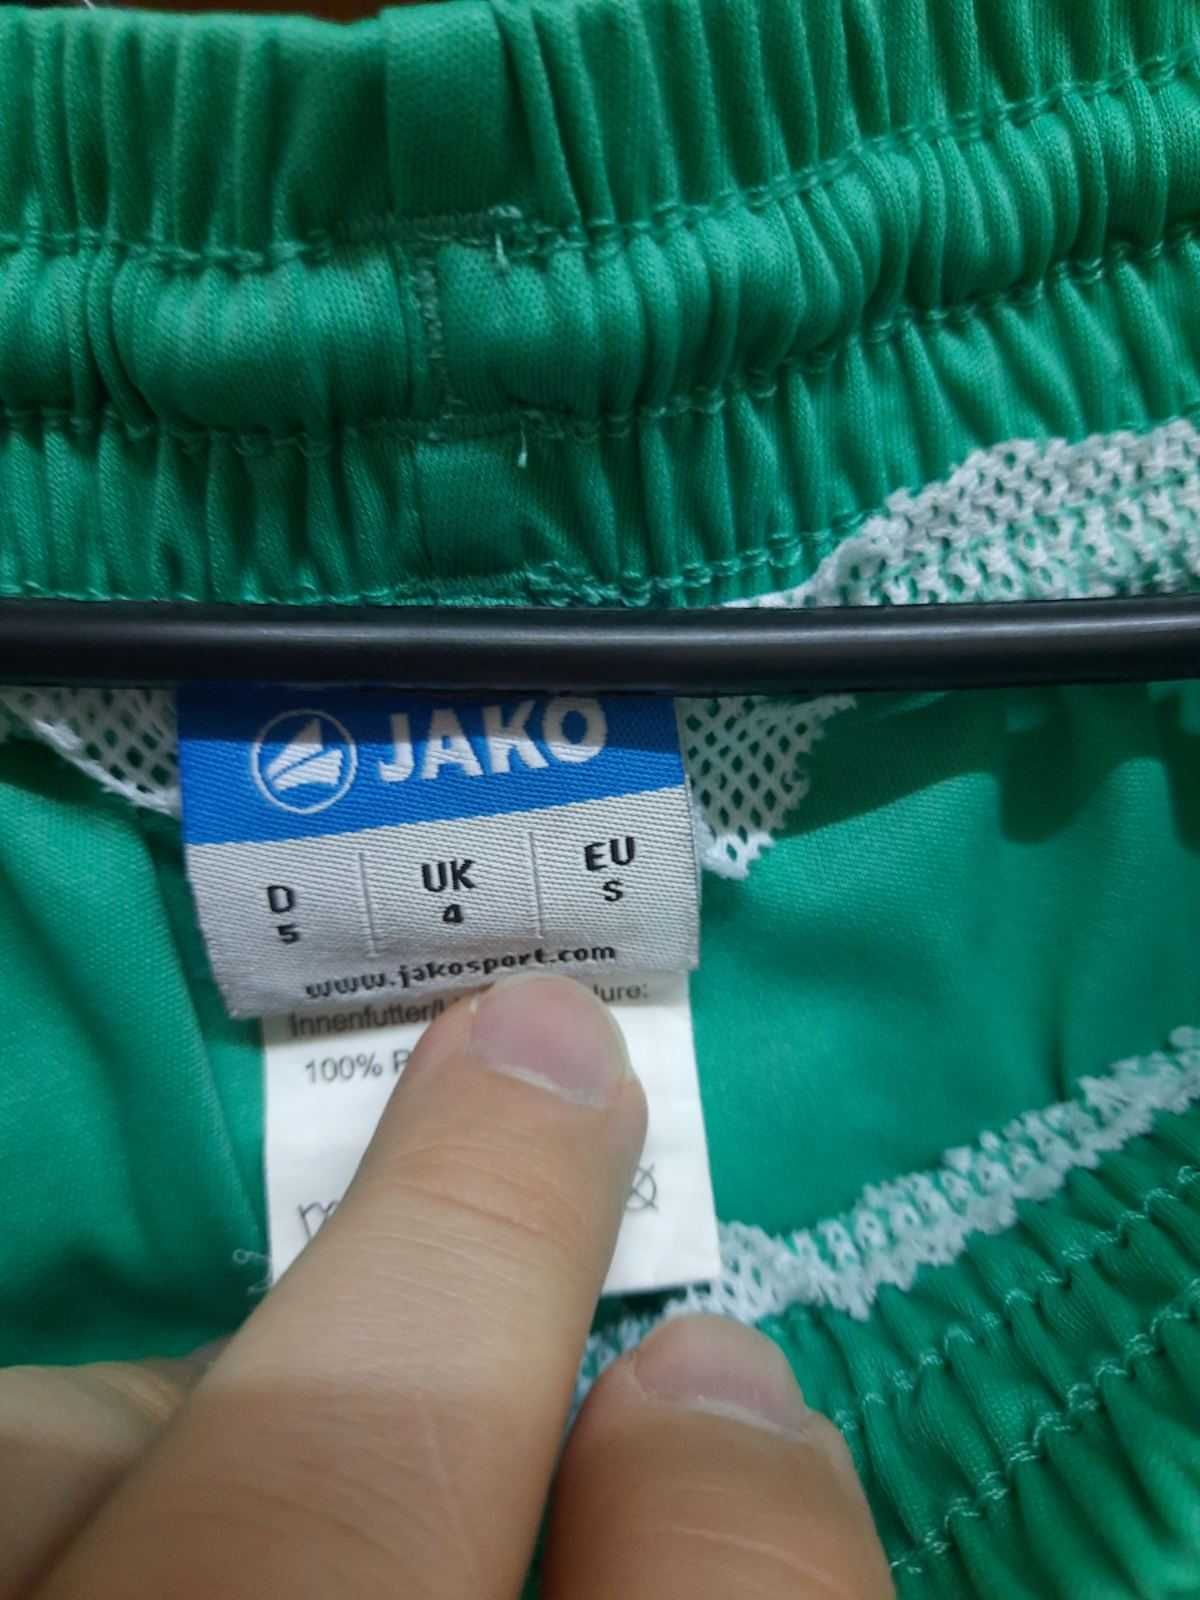 JAKO
D UK EU
5 4 S
www.jakosport.com
Innenfutter/
100%